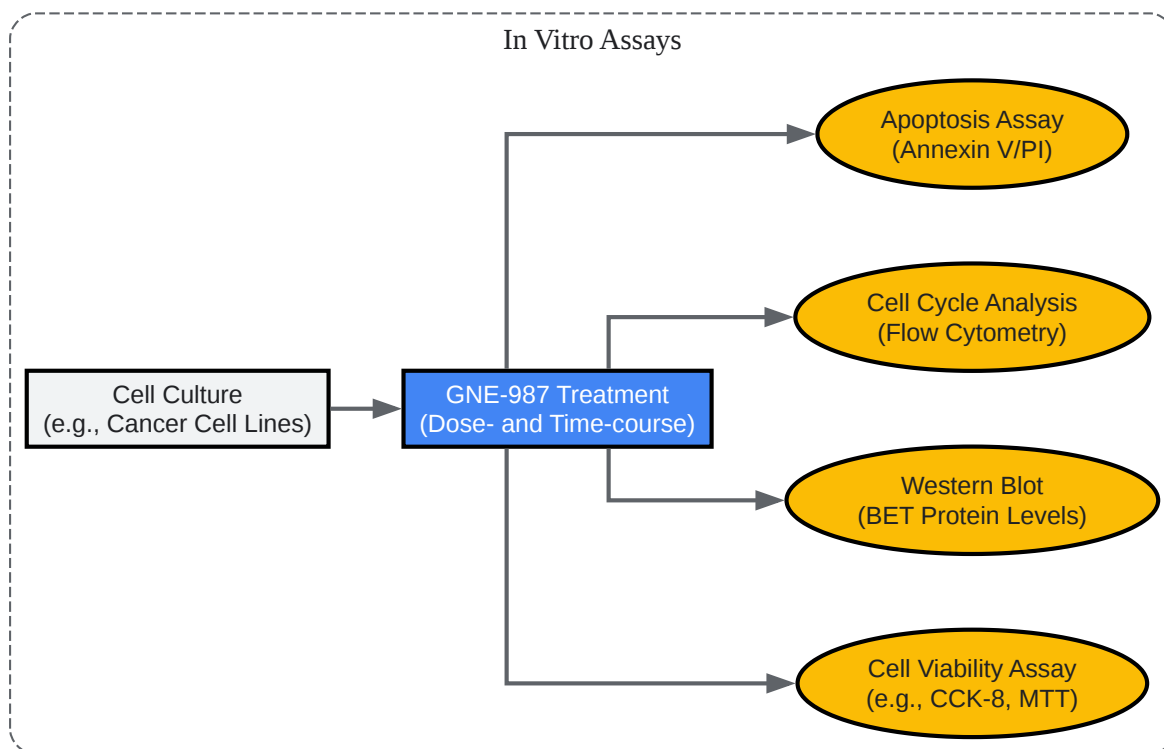 In Vitro Assays
Apoptosis Assay
(Annexin V/PI)
Cell Cycle Analysis
(Flow Cytometry)
Cell Culture
(e.g., Cancer Cell Lines)
GNE-987 Treatment
(Dose- and Time-course)
Western Blot
(BET Protein Levels)
Cell Viability Assay
(e.g., CCK-8, MTT)